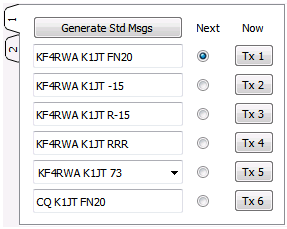 1
2
Generate Std Msgs Next Now
KF4RWA K1JT FN20 Tx 1
KF4RWA K1JT -15 Tx 2
KF4RWA K1JT R-15 Tx 3
KF4RWA K1JT RRR Tx 4
KF4RWA K1JT 73 Tx 5
CQ K1JT FN20 Tx 6